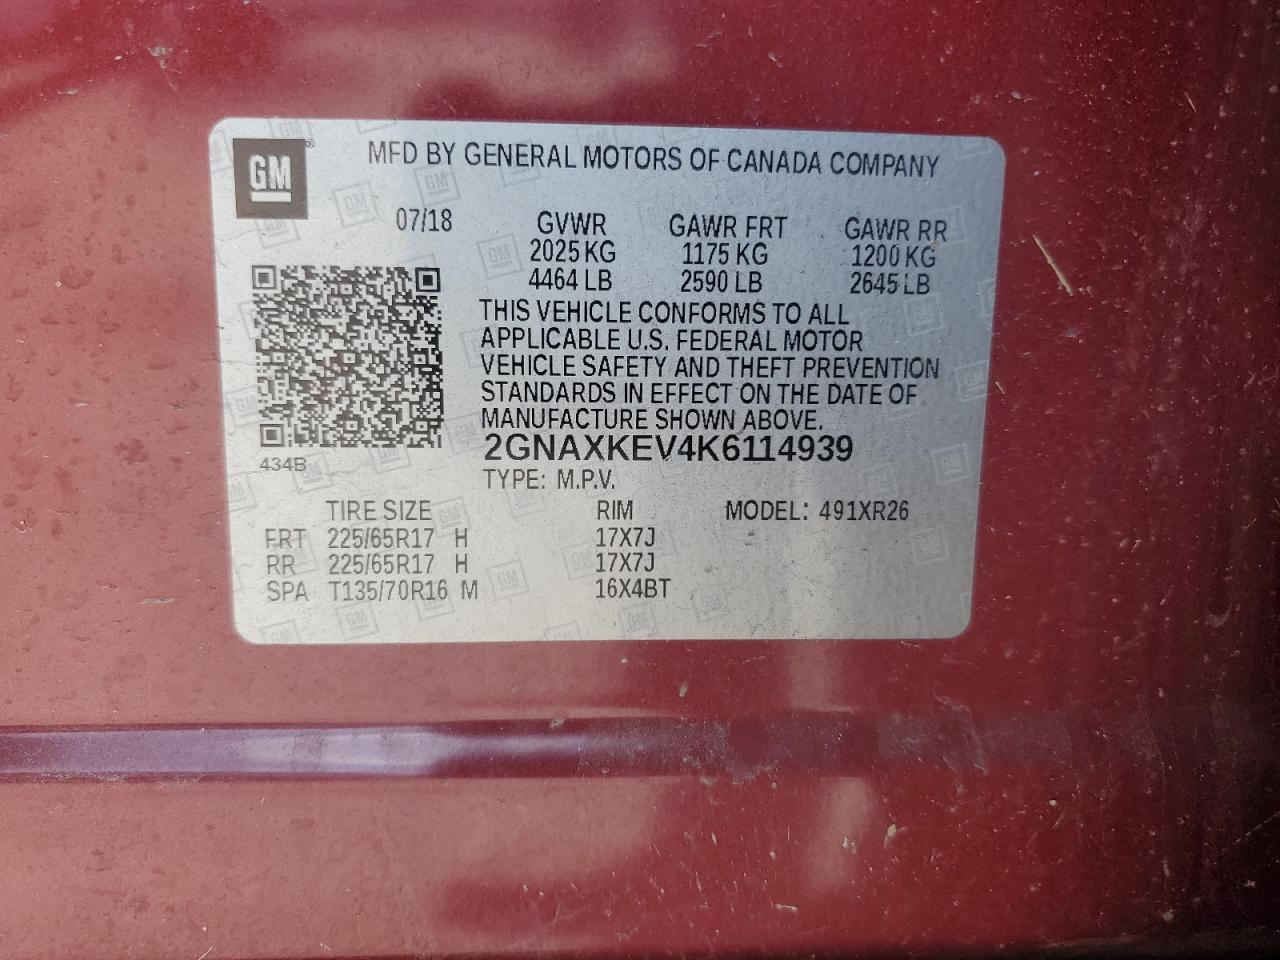 GM
MFD BY GENERAL MOTORS OF CANADA COMPANY
07/18 GVWR GAWR FRT GAWR RR
2025 KG 1175 KG 1200 KG
4464 LB 2590 LB 2645 LB
THIS VEHICLE CONFORMS TO ALL
APPLICABLE U.S. FEDERAL MOTOR
VEHICLE SAFETY AND THEFT PREVENTION
STANDARDS IN EFFECT ON THE DATE OF
MANUFACTURE SHOWN ABOVE.
2GNAXKEV4K6114939
434B
TYPE: M.P.V.
TIRE SIZE RIM MODEL: 491XR26
FRT 225/65R17 H 17X7J
RR 225/65R17 H 17X7J
SPA T135/70R16 M 16X4BT